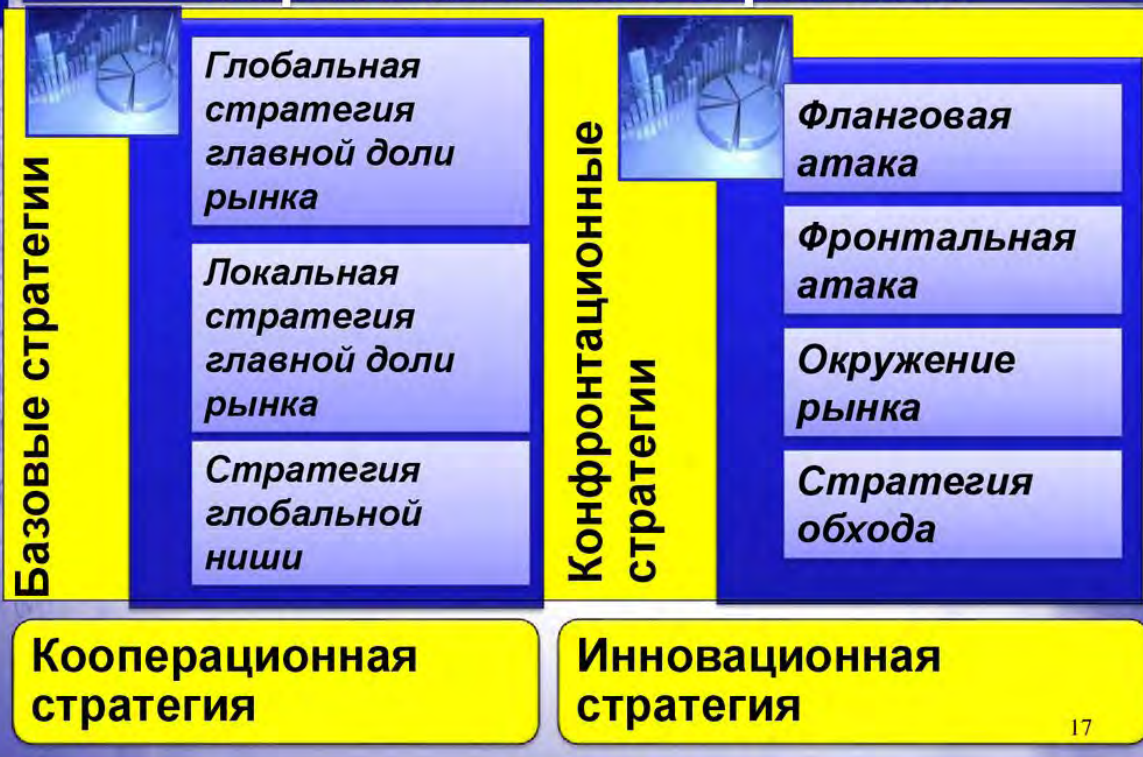 Базовые стратегии
Глобальная
стратегия
главной доли
рынка
Локальная
стратегия
главной доли
рынка
Стратегия
глобальной
ниши
Конфронтационные
стратегии
Фланговая
атака
Фронтальная
атака
Окружение
рынка
Стратегия
обхода
Кооперационная
стратегия
Инновационная
стратегия
17